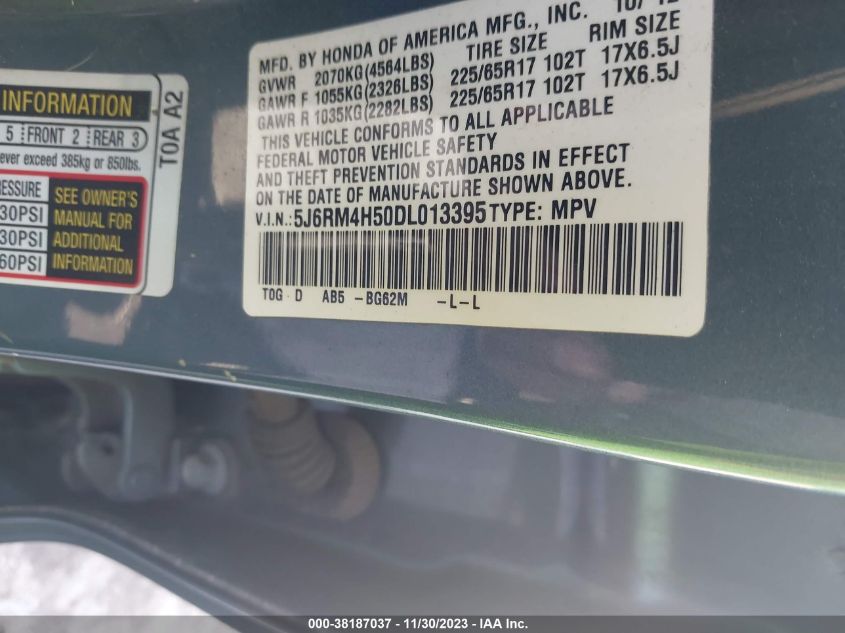 INFORMATION
5 FRONT 2 REAR 3
ever exceed 385kg or 850lbs.
RESSURE
30PSI
30PSI
60PSI
SEE OWNER'S
MANUAL FOR
ADDITIONAL
INFORMATION
T0A A2
MFD. BY HONDA OF AMERICA MFG., INC.
GVWR 2070KG(4564LBS) TIRE SIZE RIM SIZE
GAWR F 1055KG(2326LBS) 225/65R17 102T 17X6.5J
GAWR R 1035KG(2282LBS) 225/65R17 102T 17X6.5J
THIS VEHICLE CONFORMS TO ALL APPLICABLE
FEDERAL MOTOR VEHICLE SAFETY
AND THEFT PREVENTION STANDARDS IN EFFECT
ON THE DATE OF MANUFACTURE SHOWN ABOVE.
V.I.N.: 5J6RM4H50DL013395 TYPE: MPV
T0G D AB5 -BG62M -L-L
000-38187037 - 11/30/2023 - IAA Inc.